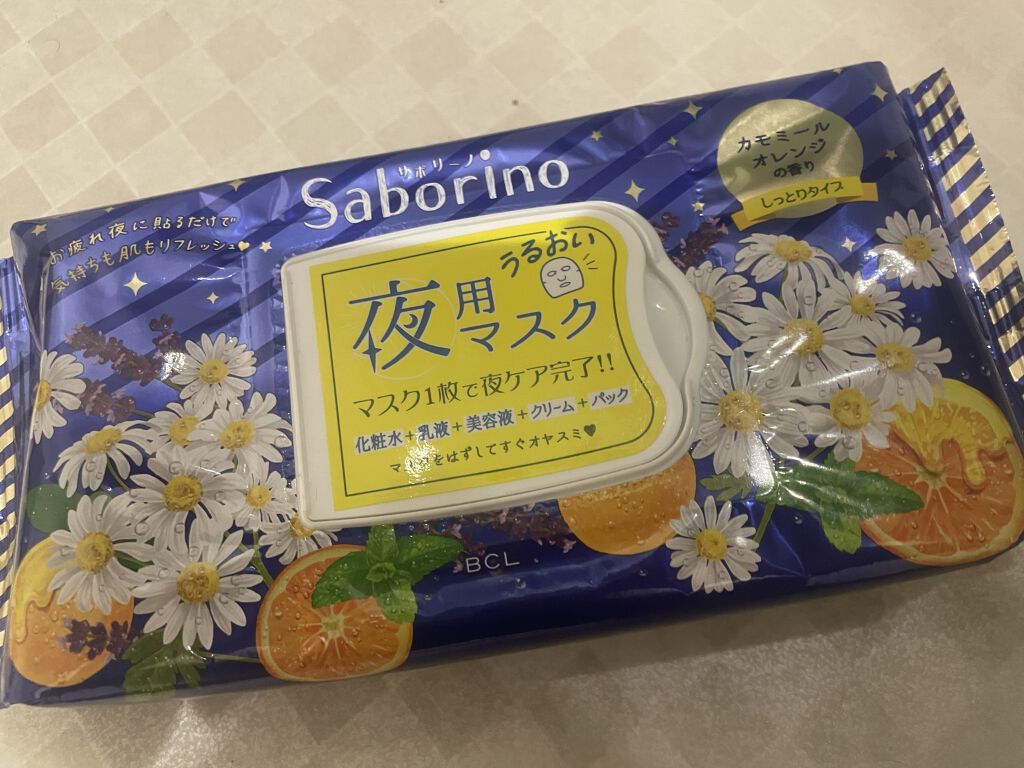 サボリーノ
Saborino
お疲れ夜に貼るだけで
気持ちも肌もリフレッシュ♥
カモミール
オレンジ
の香り
しっとりタイプ
うるおい
夜用
マスク
マスク1枚で夜ケア完了!!
化粧水+乳液+美容液+クリーム+パック
マスクをはずしてすぐオヤスミ♥
BCL